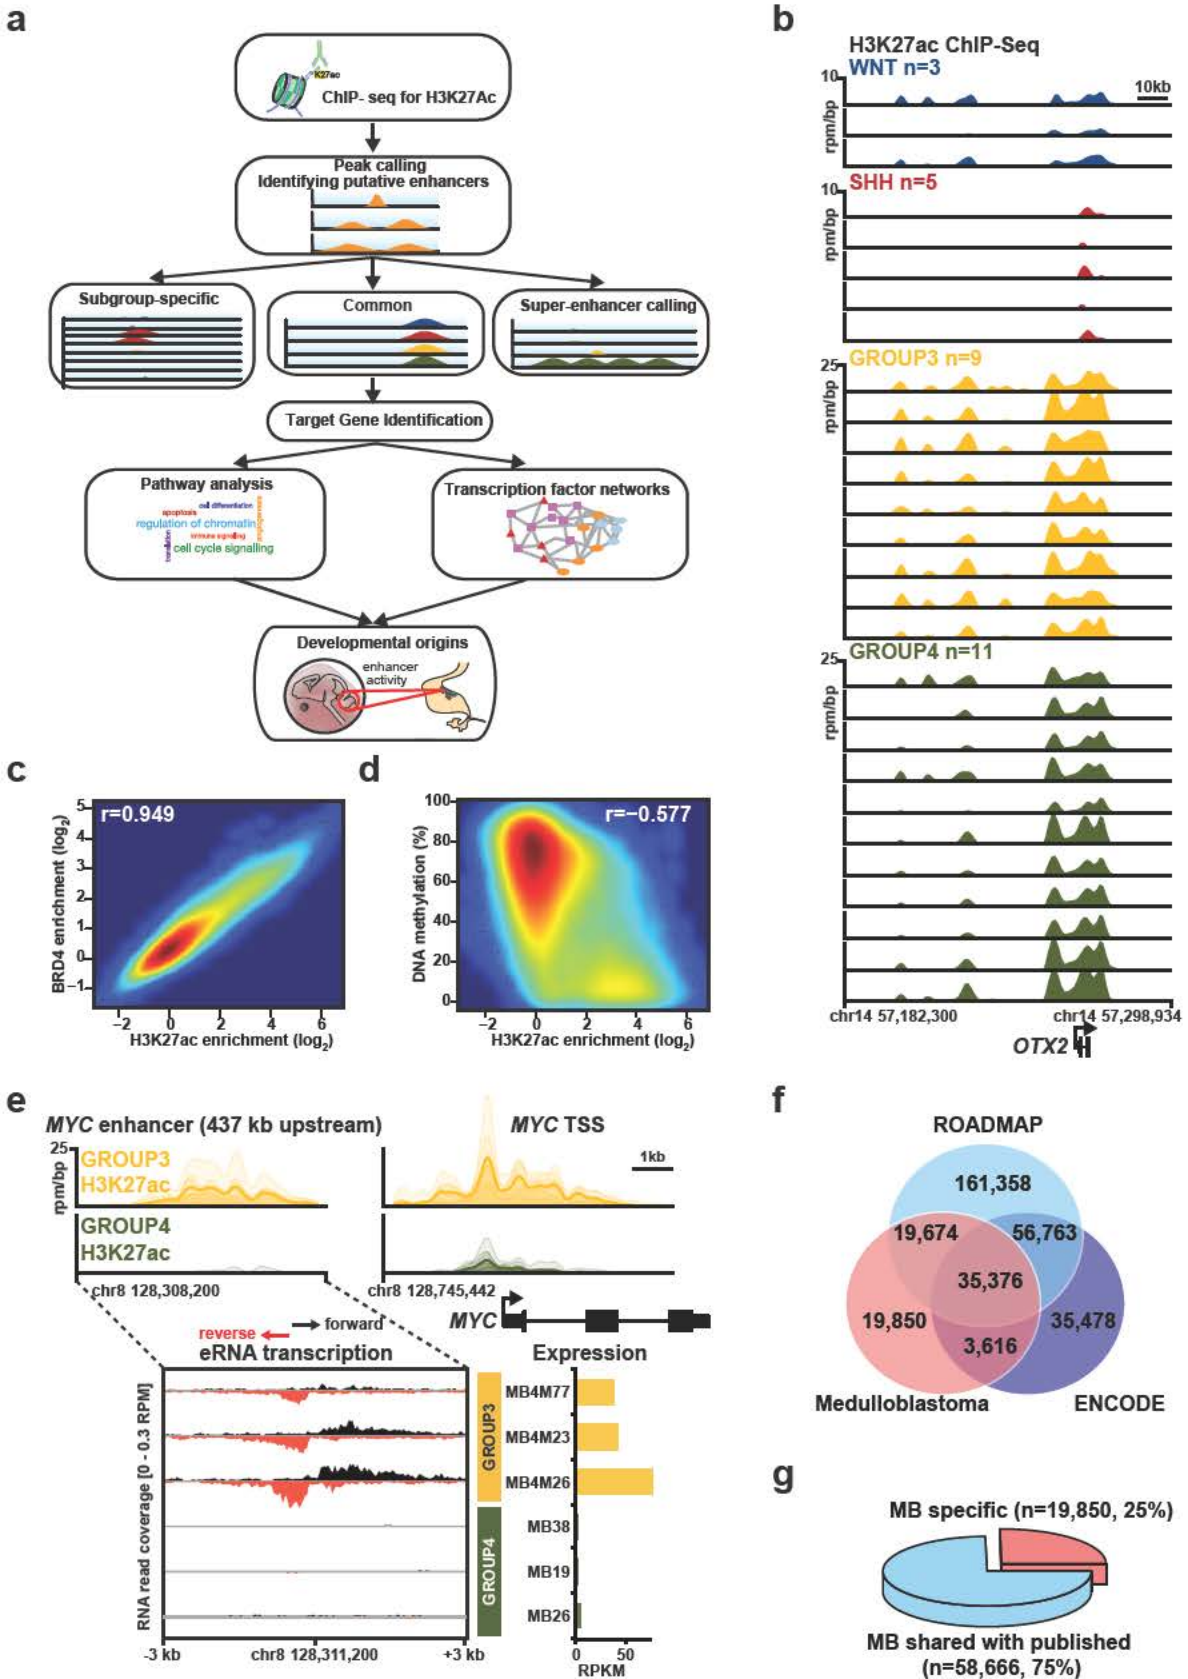 a
K27ac
ChIP- seq for H3K27Ac
Peak calling
Identifying putative enhancers
Subgroup-specific
Common
Super-enhancer calling
Target Gene Identification
Pathway analysis
cell differentiation
apoptosis
regulation of chromatin
immune signalling
translation
cell cycle signalling
Transcription factor networks
Developmental origins
enhancer
activity
b
H3K27ac ChIP-Seq
WNT n=3
10
10kb
rpm/bp
SHH n=5
10
rpm/bp
GROUP3 n=9
25
rpm/bp
GROUP4 n=11
25
rpm/bp
chr14 57,182,300
chr14 57,298,934
OTX2
c
r=0.949
BRD4 enrichment (log2)
5
4
3
2
1
0
−1
−2 0 2 4 6
H3K27ac enrichment (log2)
d
r=−0.577
DNA methylation (%)
100
80
60
40
20
0
−2 0 2 4 6
H3K27ac enrichment (log2)
e
MYC enhancer (437 kb upstream)
MYC TSS
25
rpm/bp
GROUP3
H3K27ac
1kb
GROUP4
H3K27ac
chr8 128,308,200
chr8 128,745,442
MYC
reverse
forward
eRNA transcription
Expression
RNA read coverage [0 - 0.3 RPM]
GROUP3
MB4M77
MB4M23
MB4M26
GROUP4
MB38
MB19
MB26
-3 kb
chr8 128,311,200
+3 kb
0 50
RPKM
f
ROADMAP
161,358
19,674
56,763
35,376
19,850
35,478
3,616
Medulloblastoma
ENCODE
g
MB specific (n=19,850, 25%)
MB shared with published
(n=58,666, 75%)